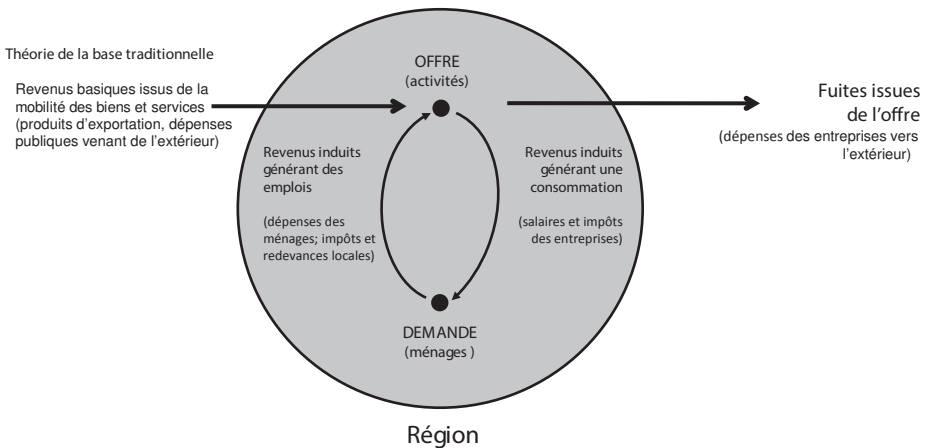 Théorie de la base traditionnelle
Revenus basiques issus de la
mobilité des biens et services
(produits d'exportation, dépenses
publiques venant de l'extérieur)
OFFRE
(activités)
Revenus induits
générant des
emplois
(dépenses des
ménages; impôts et
redevances locales)
Revenus induits
générant une
consommation
(salaires et impôts
des entreprises)
DEMANDE
(ménages )
Fuites issues
de l'offre
(dépenses des entreprises vers
l'extérieur)
Région